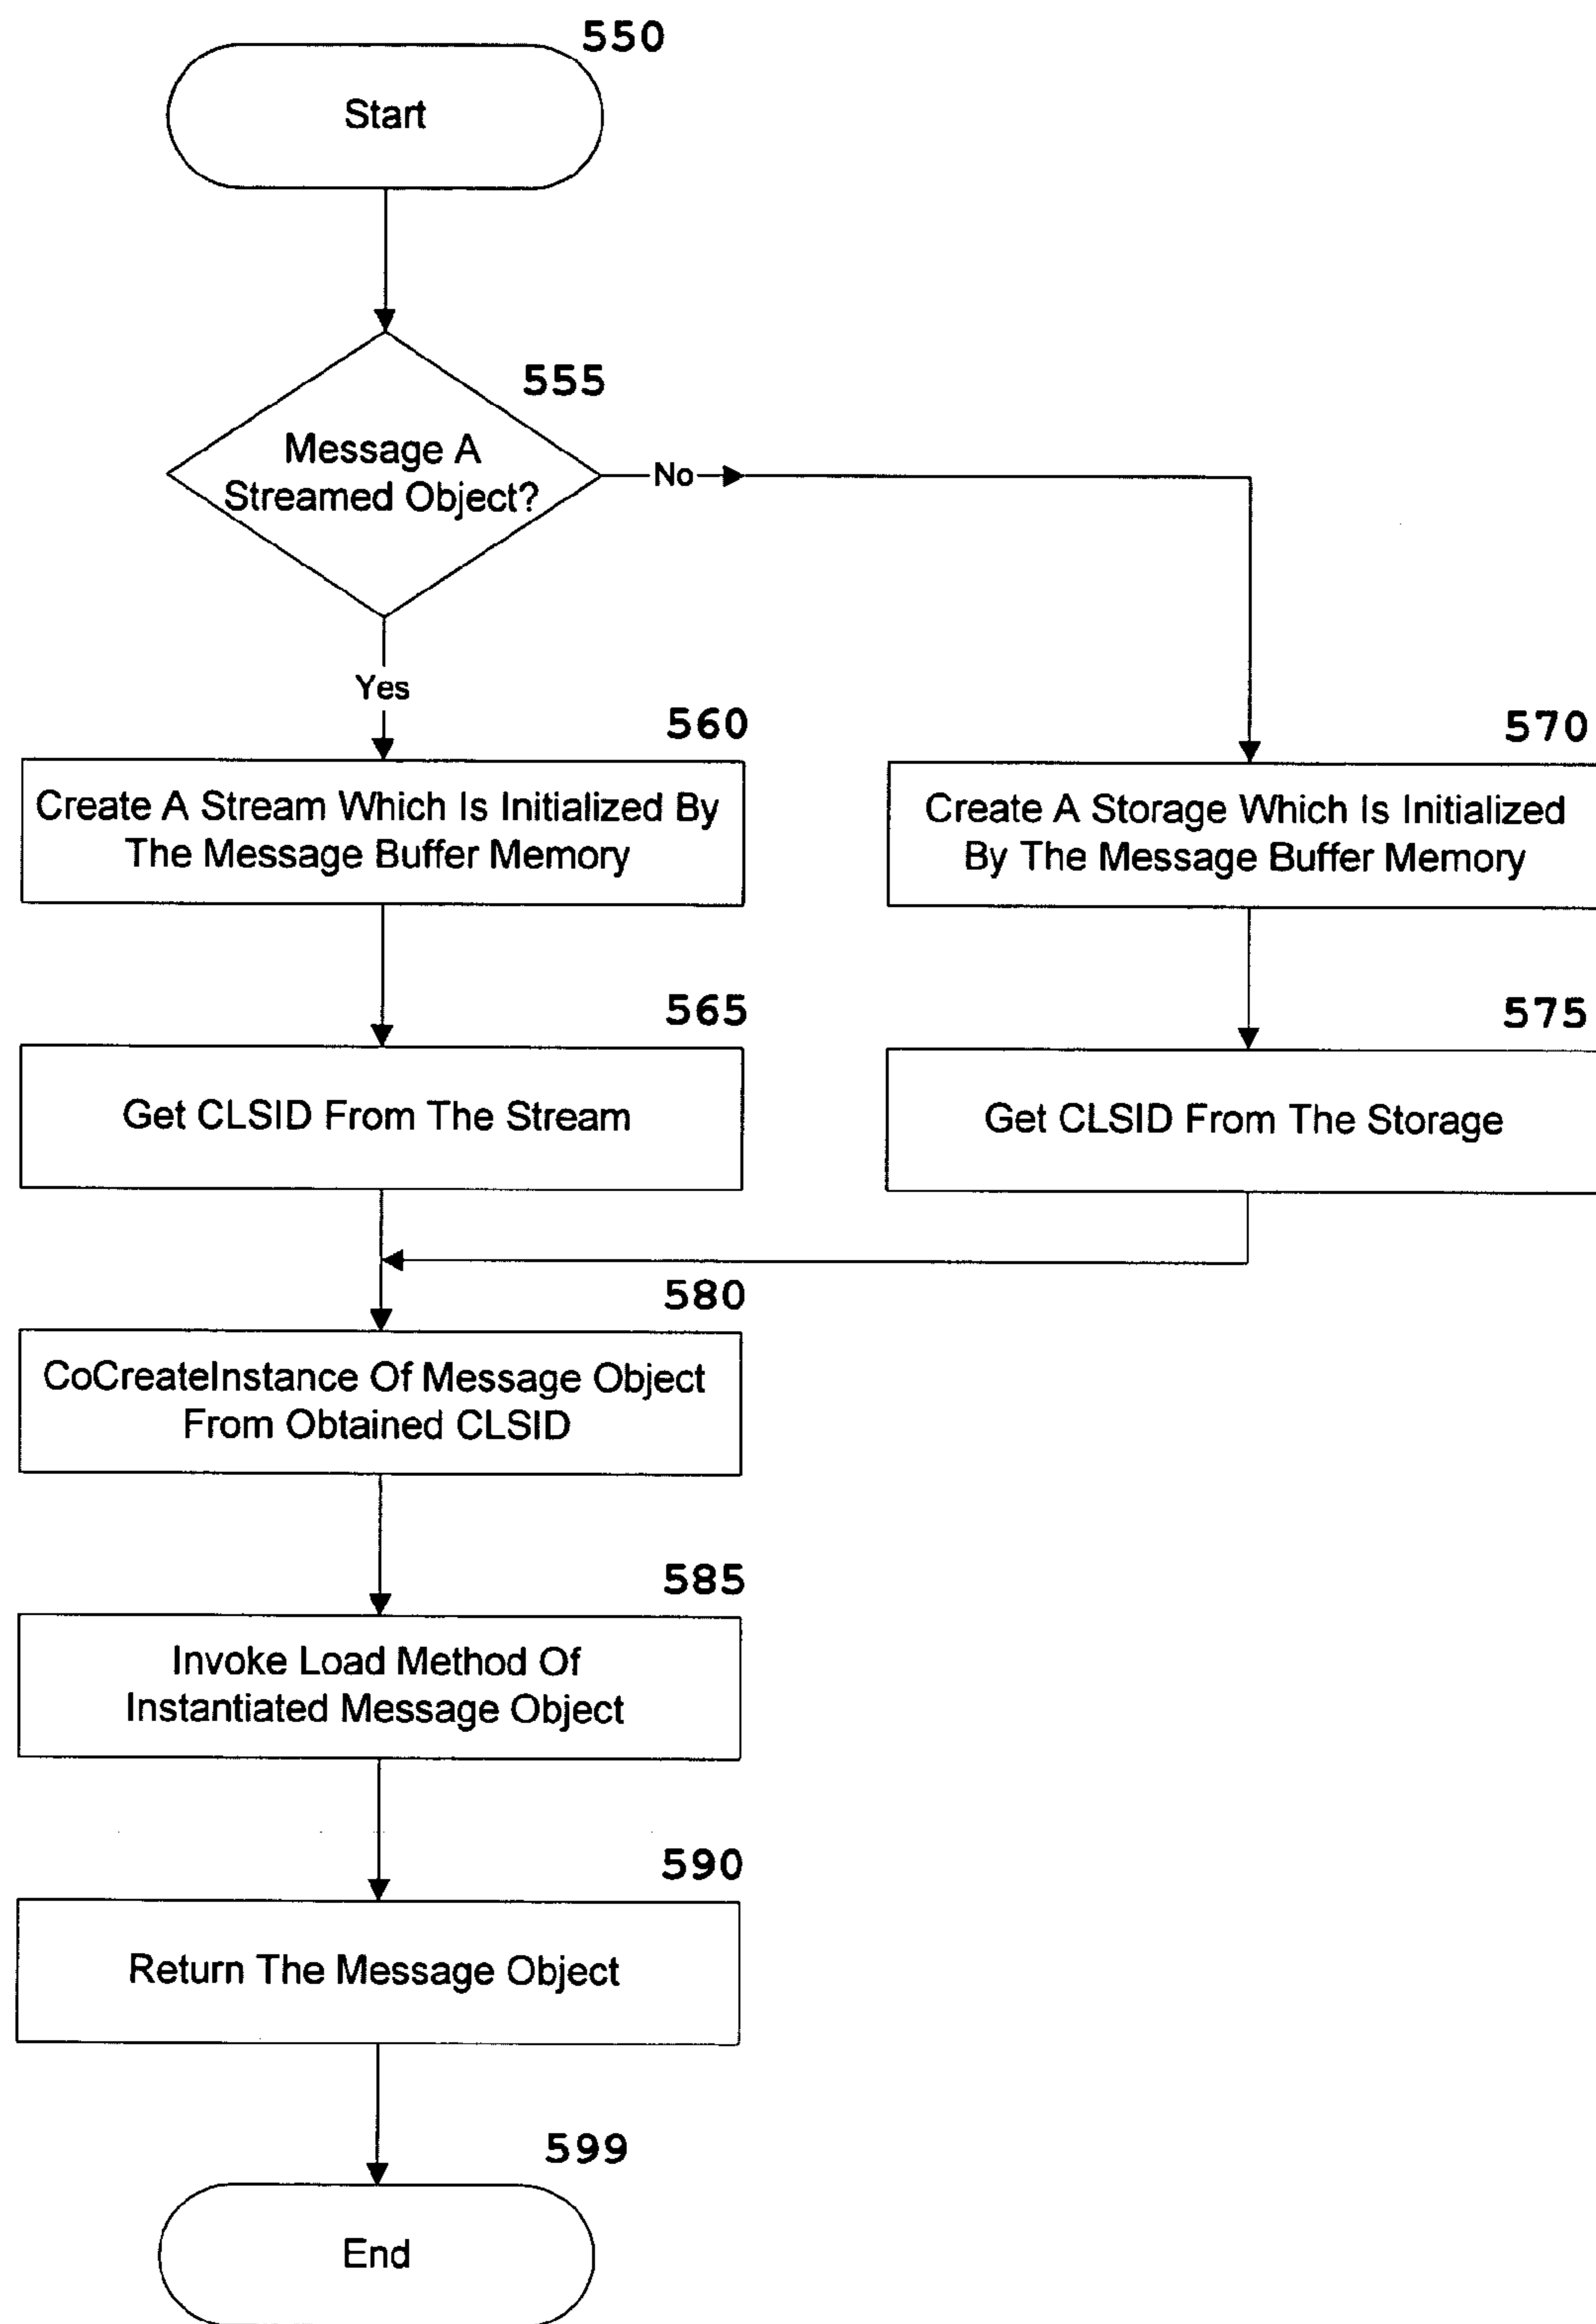 550
Start
555
Message A
Streamed Object?
No
Yes
560
Create A Stream Which Is Initialized By
The Message Buffer Memory
570
Create A Storage Which Is Initialized
By The Message Buffer Memory
565
Get CLSID From The Stream
575
Get CLSID From The Storage
580
CoCreateInstance Of Message Object
From Obtained CLSID
585
Invoke Load Method Of
Instantiated Message Object
590
Return The Message Object
599
End